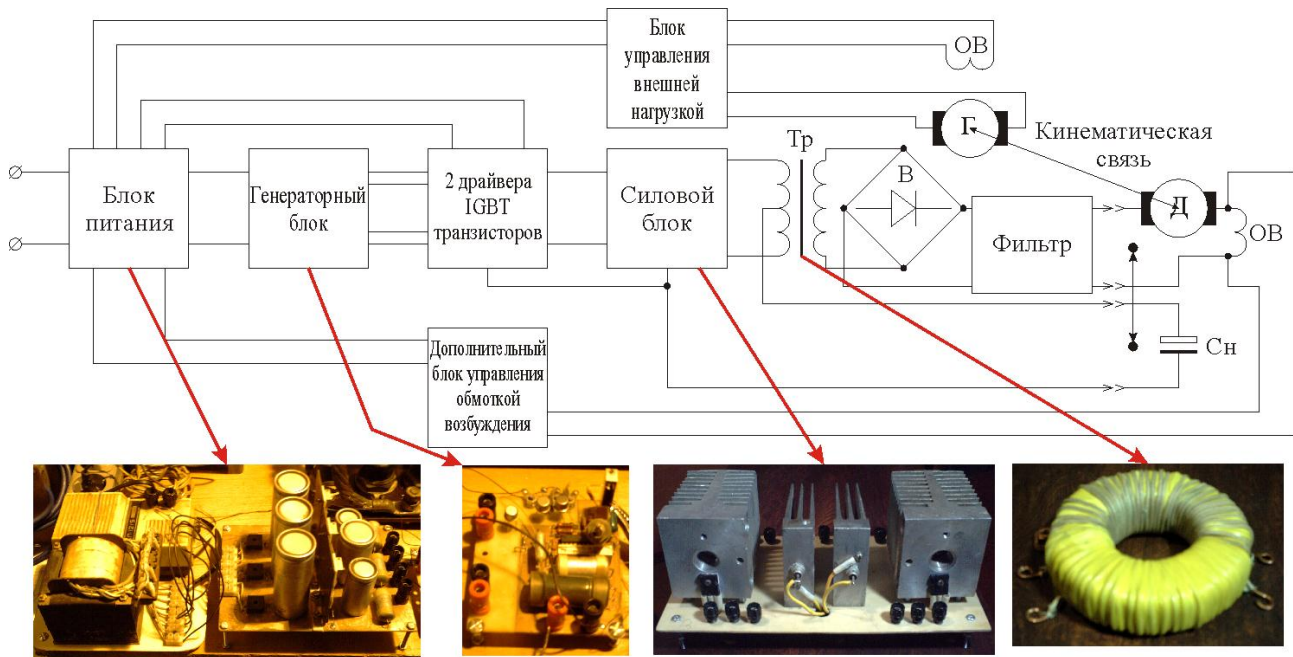 Блок
управления
внешней
нагрузкой
ОВ
Г
Кинематическая
связь
Тр
В
Д
ОВ
Блок
питания
Генераторный
блок
2 драйвера
IGBT
транзисторов
Силовой
блок
Фильтр
Сн
Дополнительный
блок управления
обмоткой
возбуждения